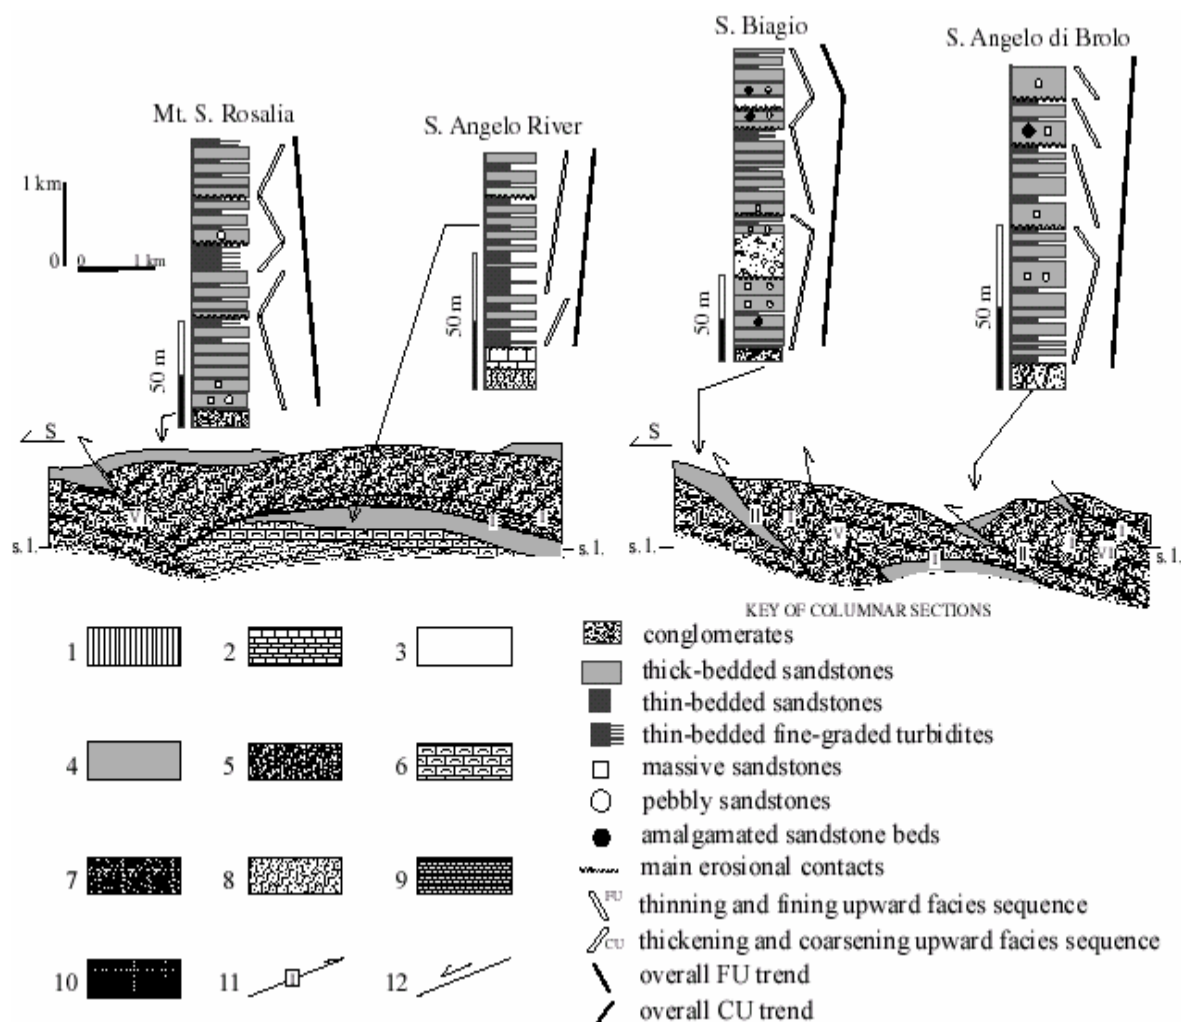 S. Biagio
S. Angelo di Brolo
Mt. S. Rosalia
S. Angelo River
1 km
0
0 1 km
50 m
50 m
50 m
50 m
S
S
VI
I
I
II
I
V
I
II
I
VII
I
s. l.
s. l.
s. l.
s. l.
KEY OF COLUMNAR SECTIONS
conglomerates
thick-bedded sandstones
thin-bedded sandstones
thin-bedded fine-graded turbidites
massive sandstones
pebbly sandstones
amalgamated sandstone beds
main erosional contacts
FU thinning and fining upward facies sequence
CU thickening and coarsening upward facies sequence
overall FU trend
overall CU trend
1 2 3
4 5 6
7 8 9
10 11 I 12